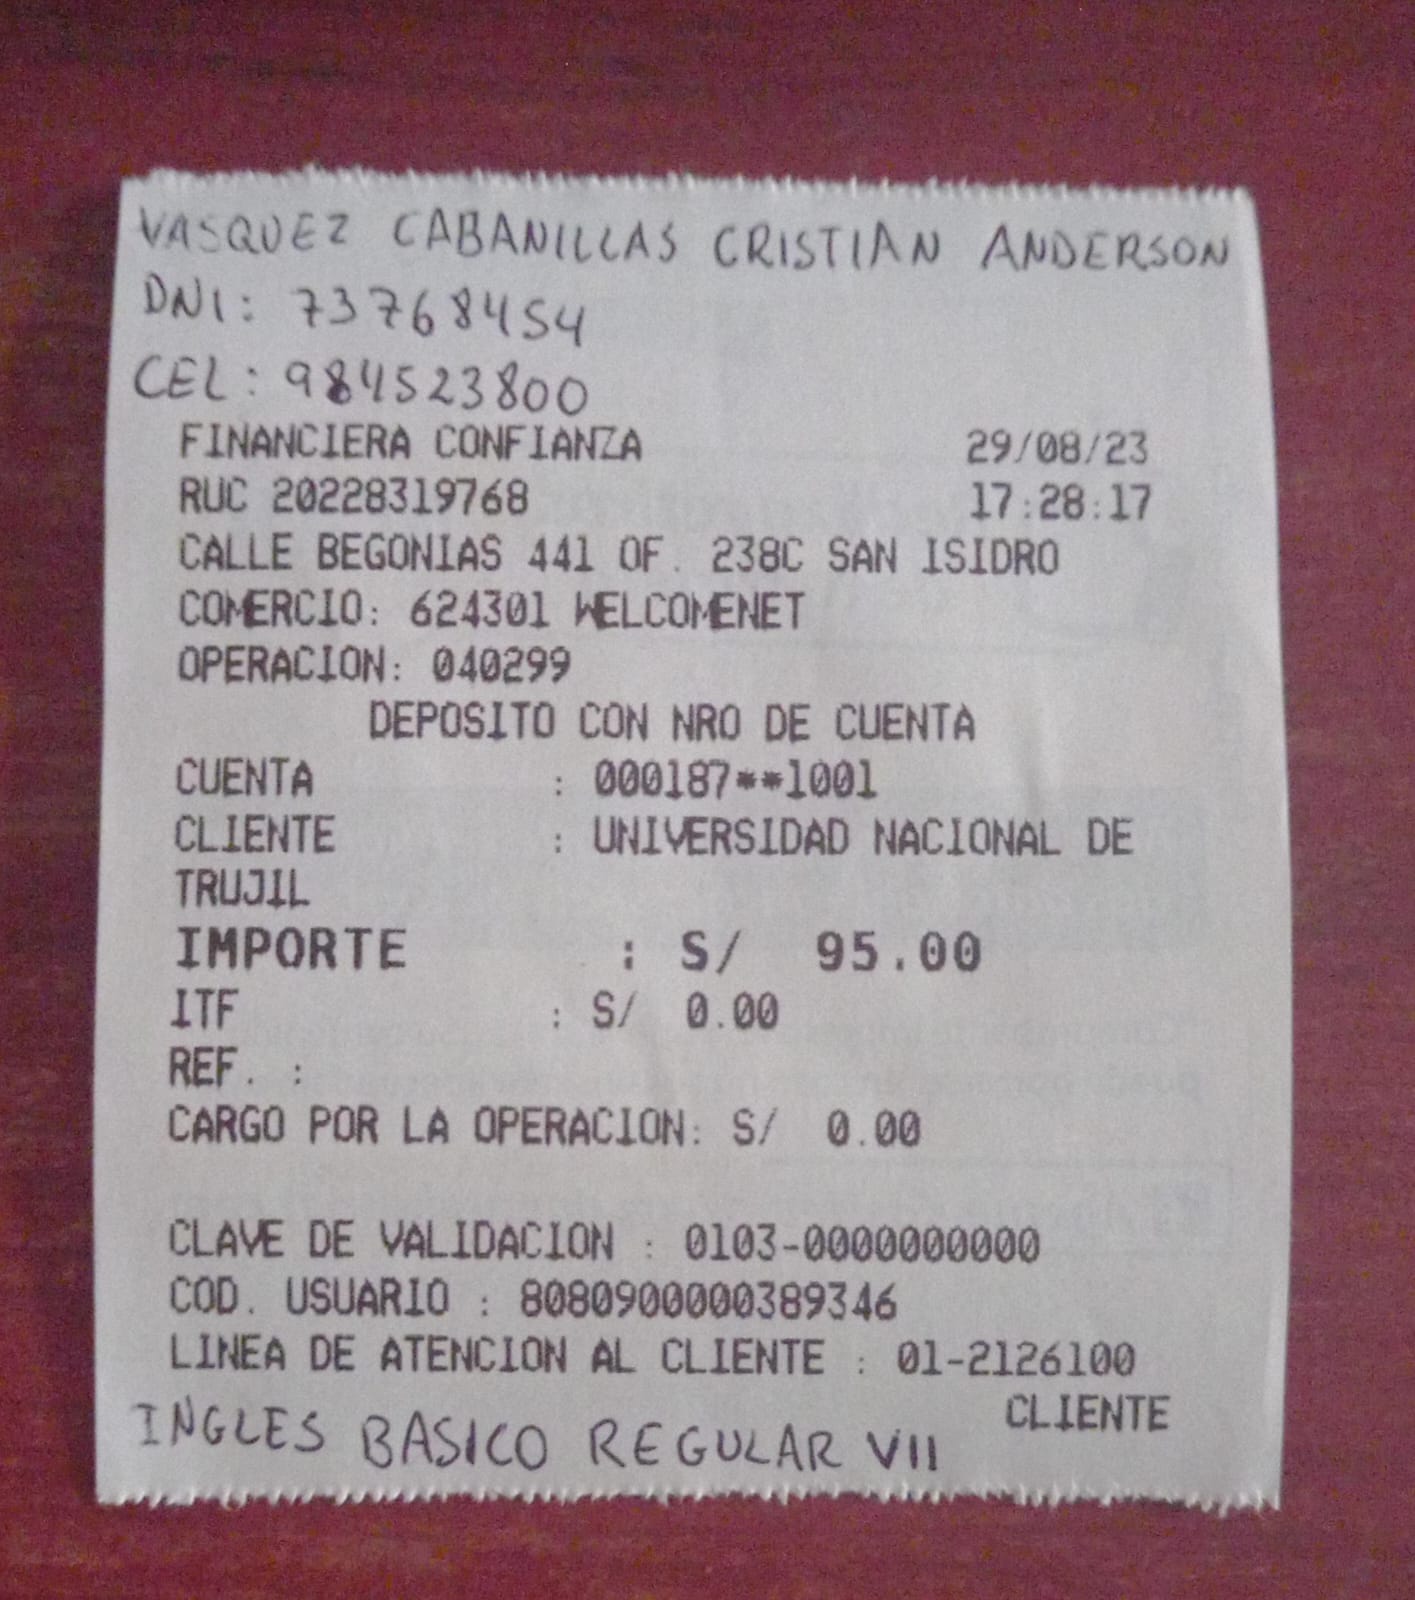 VASQUEZ CABANILLAS CRISTIAN ANDERSON
DNI: 73768454
CEL: 984523800
FINANCIERA CONFIANZA 29/08/23
RUC 20228319768 17:28:17
CALLE BEGONIAS 441 OF. 238C SAN ISIDRO
COMERCIO: 624301 WELCOMENET
OPERACION: 040299
DEPOSITO CON NRO DE CUENTA
CUENTA : 000187**1001
CLIENTE : UNIVERSIDAD NACIONAL DE
TRUJIL
IMPORTE : S/ 95.00
ITF : S/ 0.00
REF. :
CARGO POR LA OPERACION: S/ 0.00
CLAVE DE VALIDACION : 0103-0000000000
COD. USUARIO : 8080900000389346
LINEA DE ATENCION AL CLIENTE : 01-2126100
CLIENTE
INGLES BASICO REGULAR VII